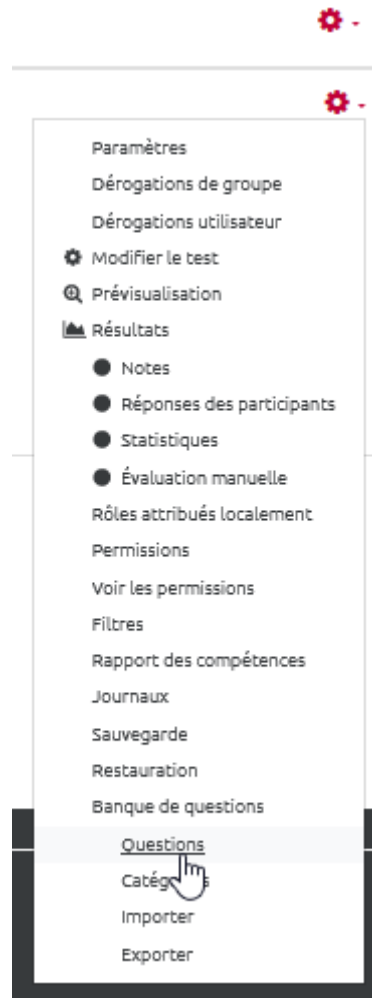 Paramètres
Dérogations de groupe
Dérogations utilisateur
Modifier le test
Prévisualisation
Résultats
Notes
Réponses des participants
Statistiques
Évaluation manuelle
Rôles attribués localement
Permissions
Voir les permissions
Filtres
Rapport des compétences
Journaux
Sauvegarde
Restauration
Banque de questions
Questions
Importer
Exporter